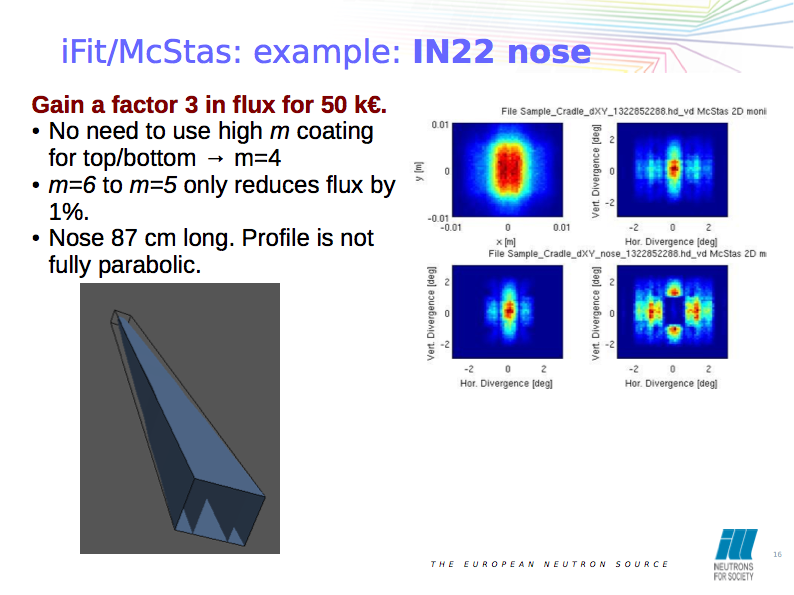 iFit/McStas: example: IN22 nose
Gain a factor 3 in flux for 50 k€.
• No need to use high m coating
for top/bottom → m=4
• m=6 to m=5 only reduces flux by
1%.
• Nose 87 cm long. Profile is not
fully parabolic.
File Sample_Cradle_dXY_1322852288.hd_vd McStas 2D moni
0.01
0
-0.01
y [m]
-0.01 0 0.01
x [m]
2
0
-2
Vert. Divergence [deg]
-2 0 2
Hor. Divergence [deg]
File Sample_Cradle_dXY_nose_1322852288.hd_vd McStas 2D m
2
0
-2
Vert. Divergence [deg]
-2 0 2
Hor. Divergence [deg]
2
0
-2
Vert. Divergence [deg]
-2 0 2
Hor. Divergence [deg]
THE EUROPEAN NEUTRON SOURCE
ill
NEUTRONS
FOR SOCIETY
16